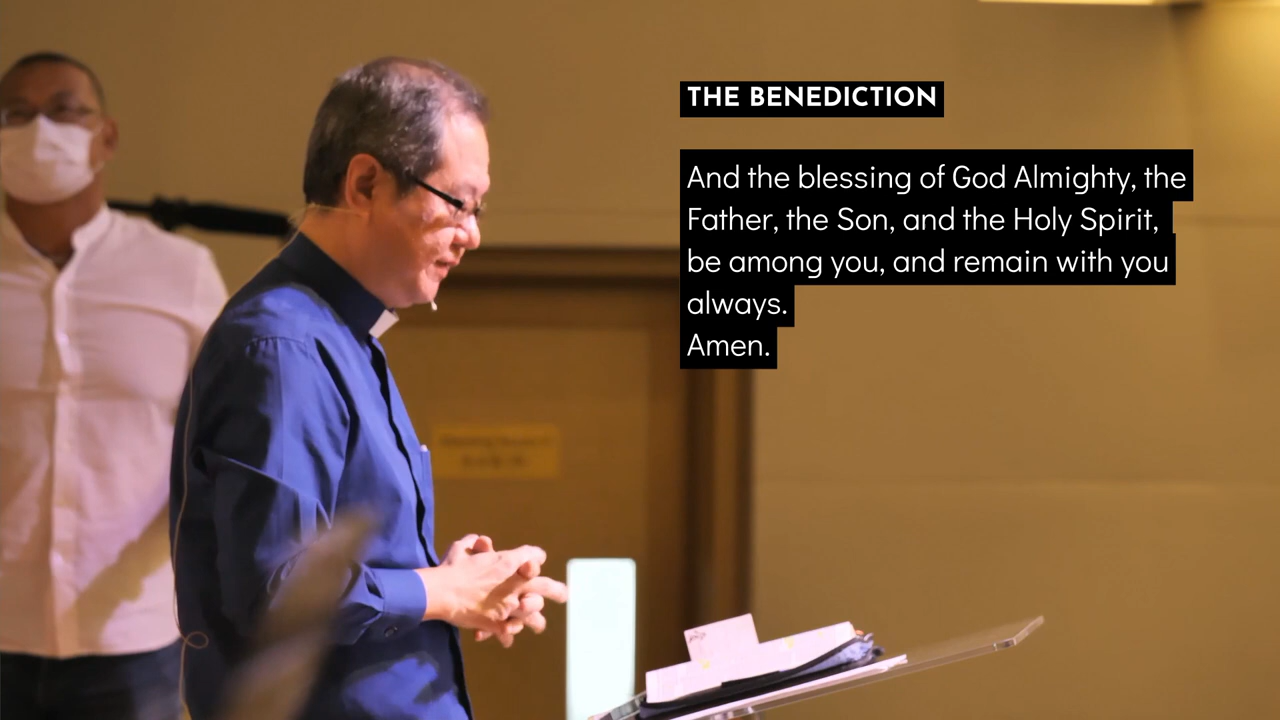 THE BENEDICTION
And the blessing of God Almighty, the
Father, the Son, and the Holy Spirit,
be among you, and remain with you
always.
Amen.